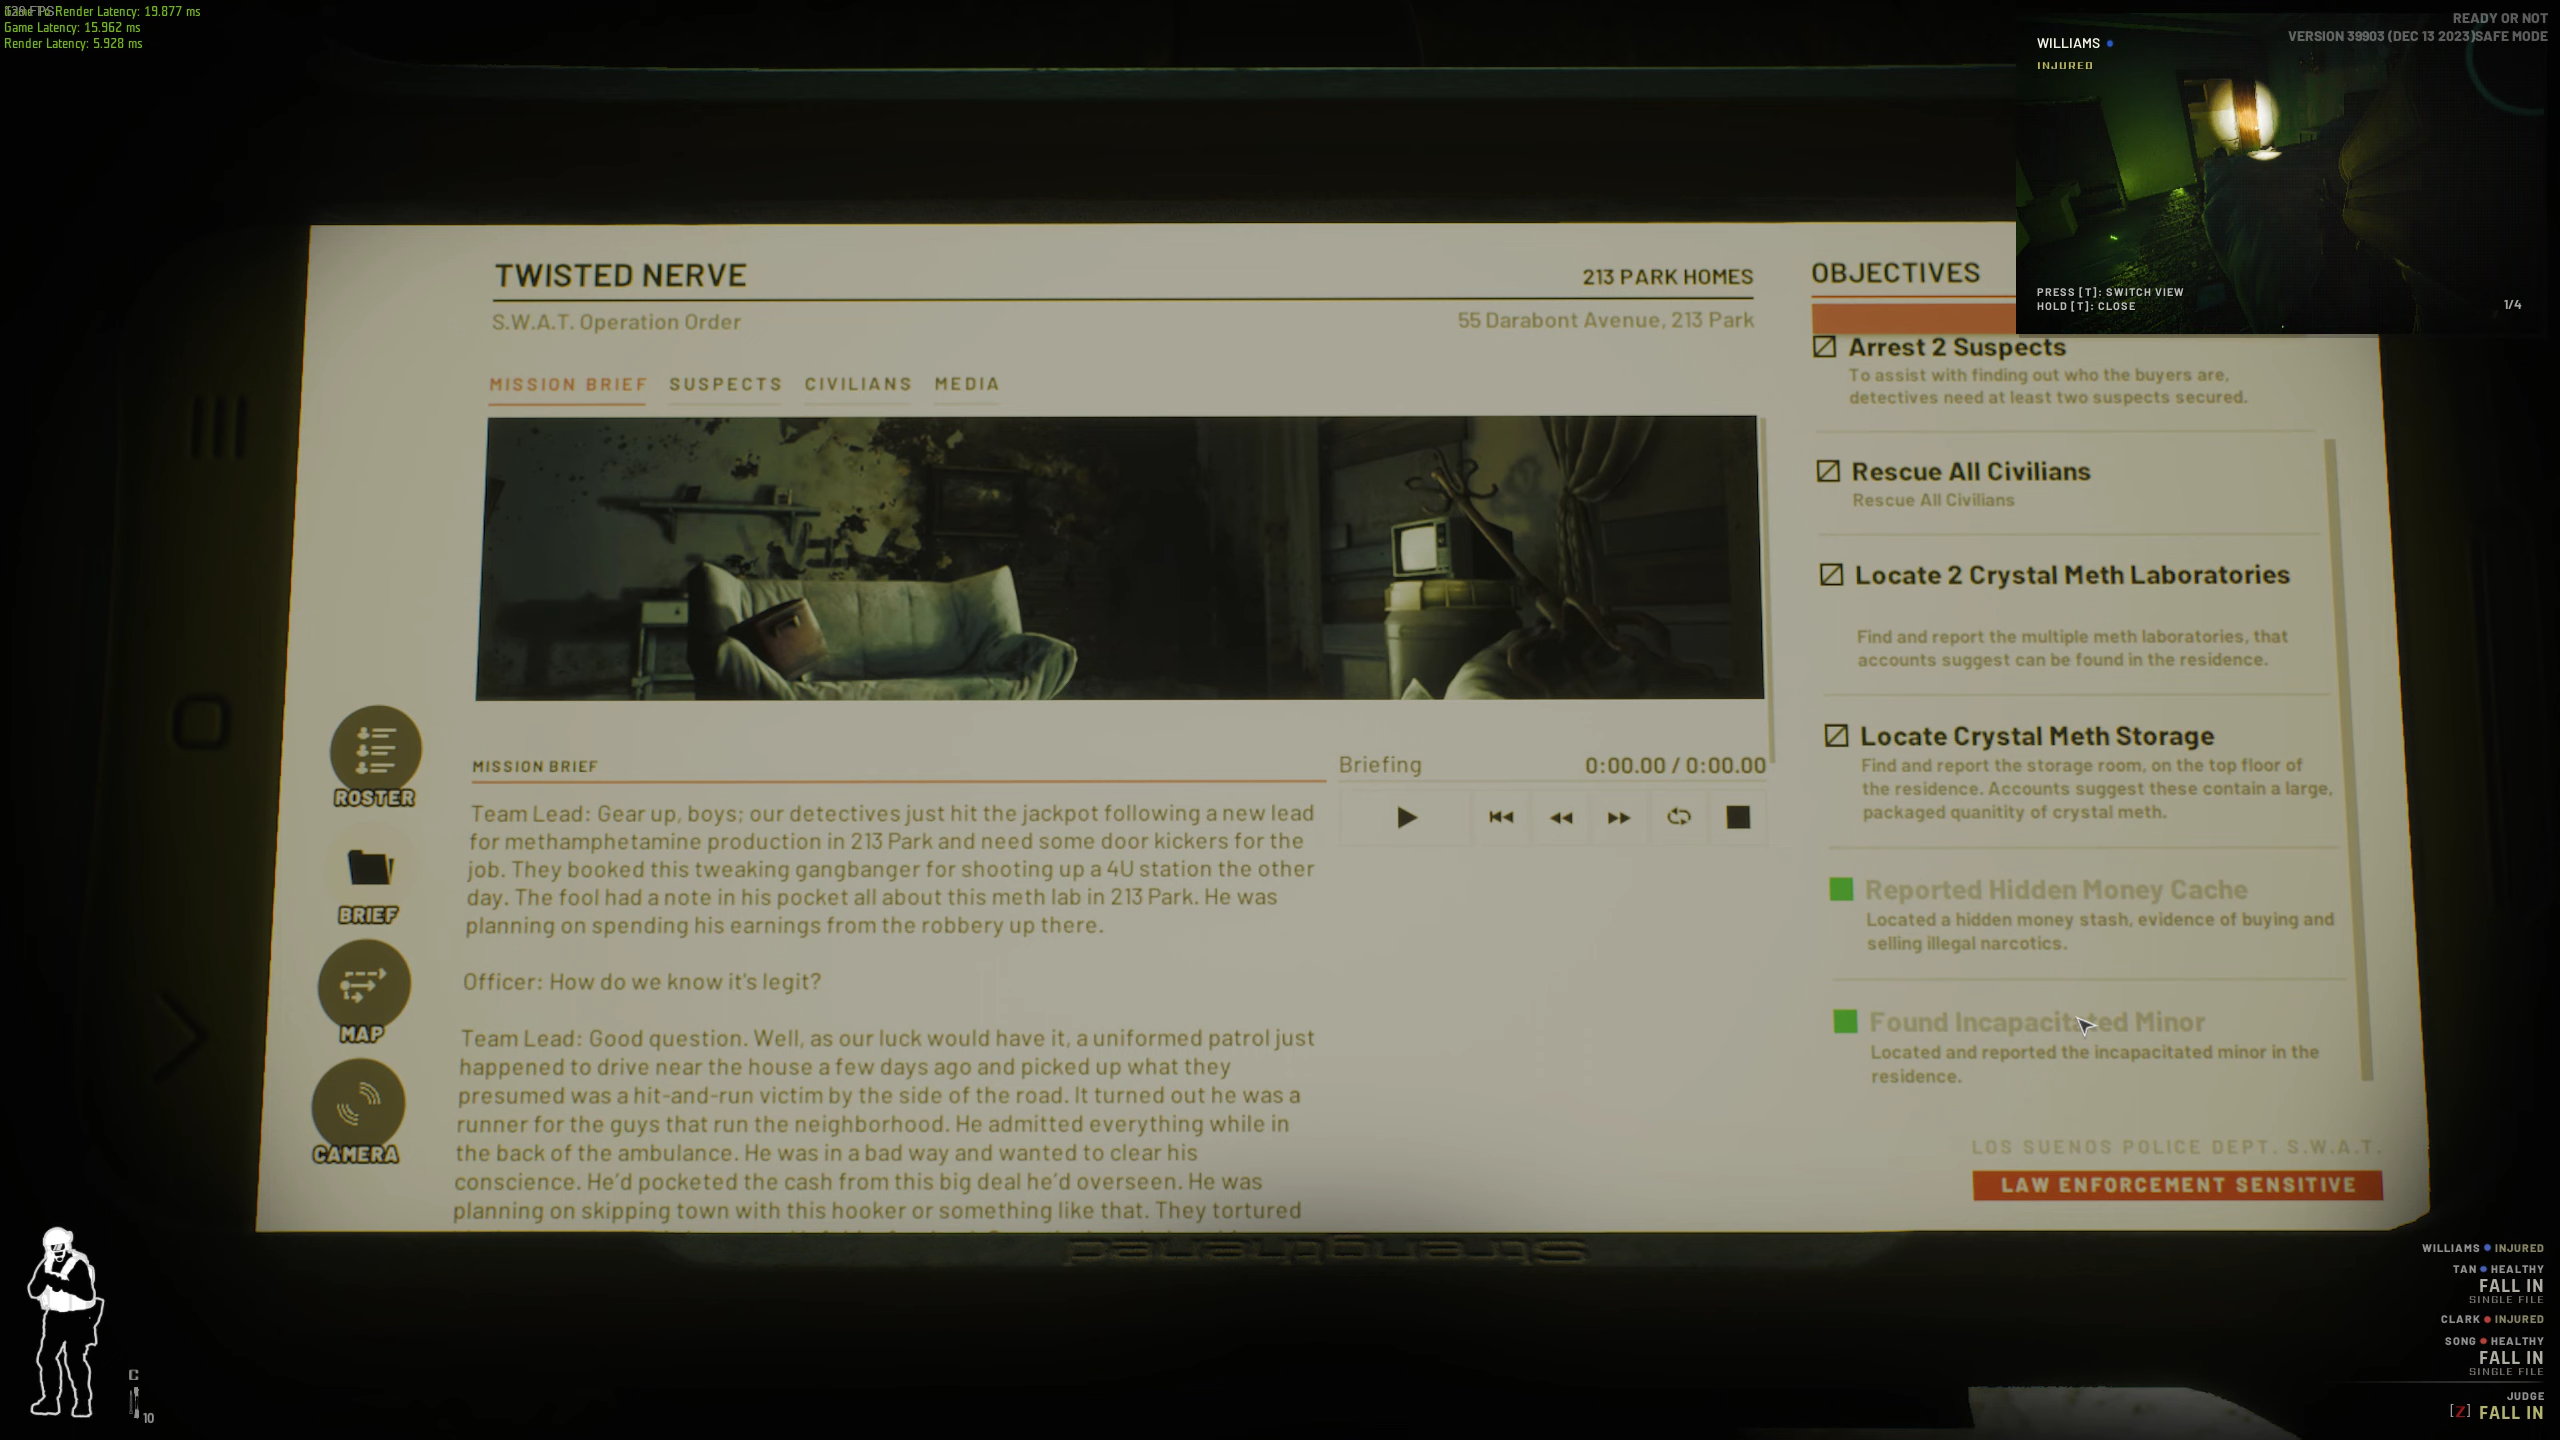 Render Latency: 19.877 ms
Game Latency: 15.962 ms
Render Latency: 5.928 ms
READY OR NOT
VERSION 39903 (DEC 13 2023)SAFE MODE
WILLIAMS
INJURED
PRESS [T]: SWITCH VIEW
HOLD [T]: CLOSE
1/4
TWISTED NERVE
213 PARK HOMES
S.W.A.T. Operation Order
55 Darabont Avenue, 213 Park
MISSION BRIEF SUSPECTS CIVILIANS MEDIA
ROSTER
BRIEF
MAP
CAMERA
MISSION BRIEF
Team Lead: Gear up, boys; our detectives just hit the jackpot following a new lead
for methamphetamine production in 213 Park and need some door kickers for the
job. They booked this tweaking gangbanger for shooting up a 4U station the other
day. The fool had a note in his pocket all about this meth lab in 213 Park. He was
planning on spending his earnings from the robbery up there.
Officer: How do we know it's legit?
Team Lead: Good question. Well, as our luck would have it, a uniformed patrol just
happened to drive near the house a few days ago and picked up what they
presumed was a hit-and-run victim by the side of the road. It turned out he was a
runner for the guys that run the neighborhood. He admitted everything while in
the back of the ambulance. He was in a bad way and wanted to clear his
conscience. He'd pocketed the cash from this big deal he'd overseen. He was
planning on skipping town with this hooker or something like that. They tortured
Briefing
0:00.00 / 0:00.00
OBJECTIVES
Arrest 2 Suspects
To assist with finding out who the buyers are,
detectives need at least two suspects secured.
Rescue All Civilians
Rescue All Civilians
Locate 2 Crystal Meth Laboratories
Find and report the multiple meth laboratories, that
accounts suggest can be found in the residence.
Locate Crystal Meth Storage
Find and report the storage room, on the top floor of
the residence. Accounts suggest these contain a large,
packaged quanitity of crystal meth.
Reported Hidden Money Cache
Located a hidden money stash, evidence of buying and
selling illegal narcotics.
Found Incapacitated Minor
Located and reported the incapacitated minor in the
residence.
LOS SUENOS POLICE DEPT. S.W.A.T.
LAW ENFORCEMENT SENSITIVE
strengthened
WILLIAMS INJURED
TAN HEALTHY
FALL IN
SINGLE FILE
CLARK INJURED
SONG HEALTHY
FALL IN
SINGLE FILE
JUDGE
[Z] FALL IN
C
10